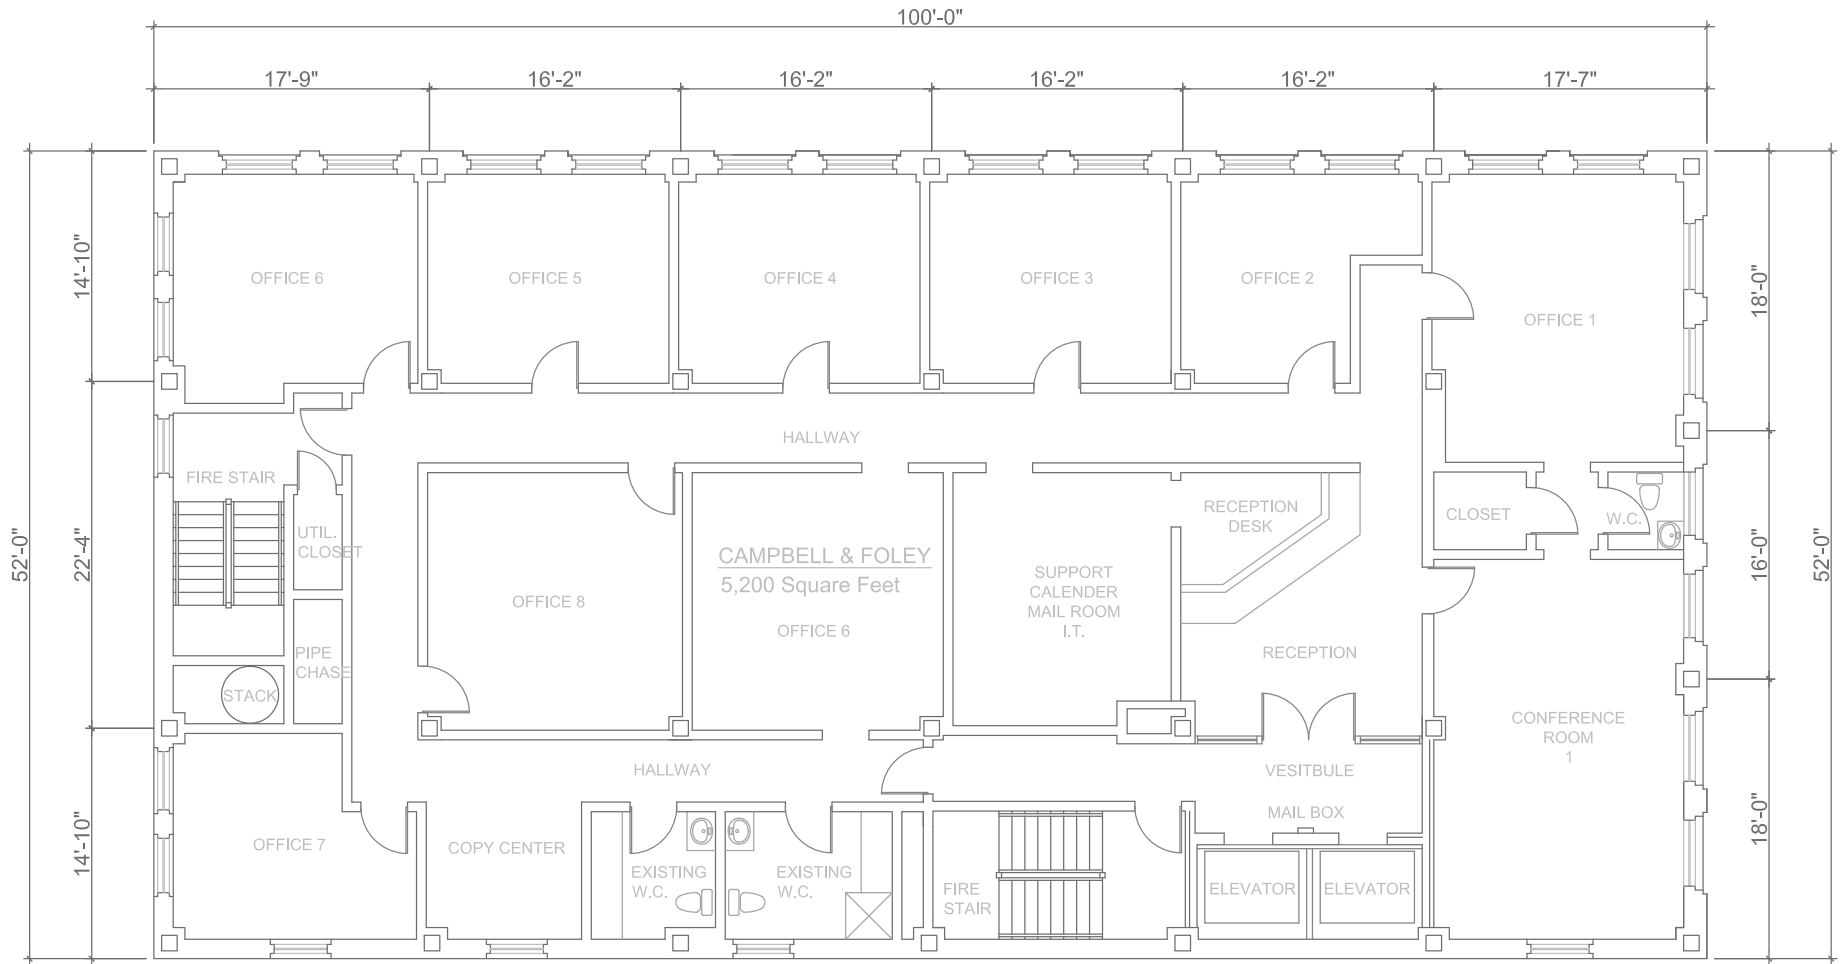 100'-0"
17'-9"
16'-2"
16'-2"
16'-2"
16'-2"
17'-7"
52'-0"
14'-10"
22'-4"
14'-10"
18'-0"
16'-0"
18'-0"
52'-0"
OFFICE 6
OFFICE 5
OFFICE 4
OFFICE 3
OFFICE 2
OFFICE 1
HALLWAY
FIRE STAIR
UTIL.
CLOSET
PIPE
CHASE
STACK
OFFICE 8
CAMPBELL & FOLEY
5,200 Square Feet
OFFICE 6
SUPPORT
CALENDER
MAIL ROOM
I.T.
RECEPTION
DESK
RECEPTION
CLOSET
W.C.
CONFERENCE
ROOM
1
HALLWAY
VESITBULE
MAIL BOX
OFFICE 7
COPY CENTER
EXISTING
W.C.
EXISTING
W.C.
FIRE
STAIR
ELEVATOR
ELEVATOR